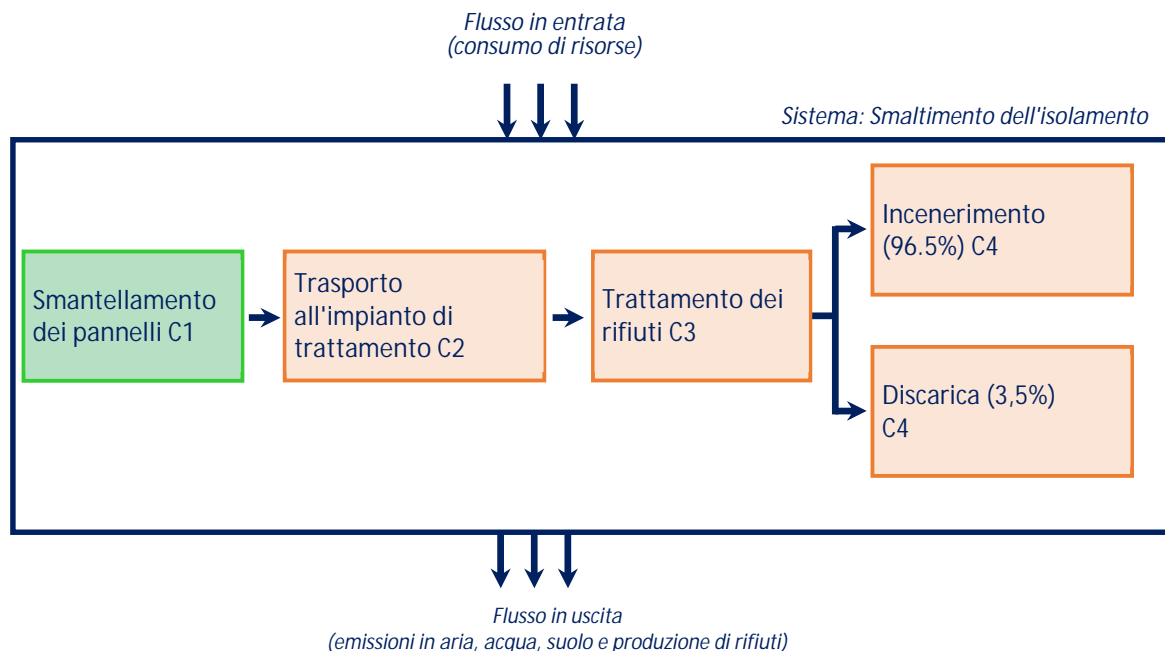 Flusso in entrata
(consumo di risorse)
Sistema: Smaltimento dell'isolamento
Smantellamento
dei pannelli C1
Trasporto
all'impianto di
trattamento C2
Trattamento dei
rifiuti C3
Incenerimento
(96.5%) C4
Discarica (3,5%)
C4
Flusso in uscita
(emissioni in aria, acqua, suolo e produzione di rifiuti)